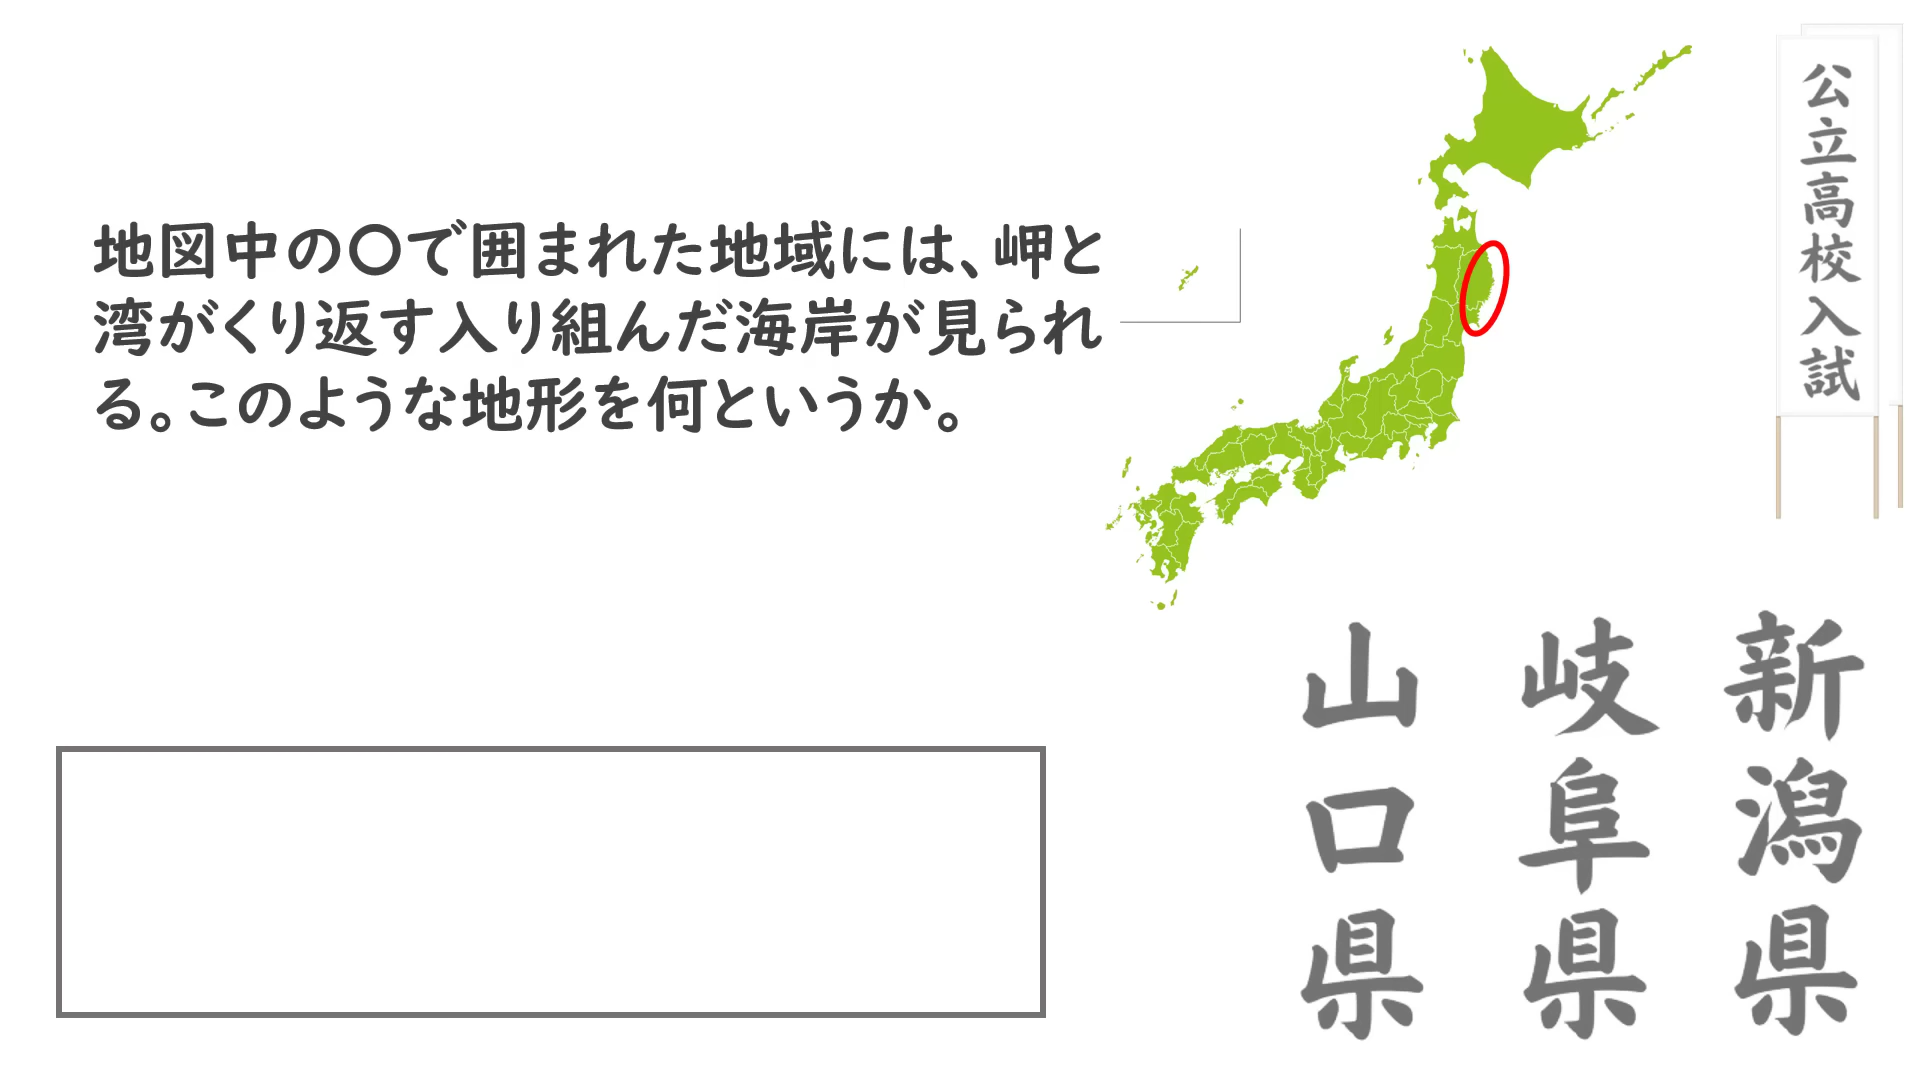 地図中の〇で囲まれた地域には、岬と
湾がくり返す入り組んだ海岸が見られ
る。このような地形を何というか。
公立高校入試
新潟県
岐阜県
山口県